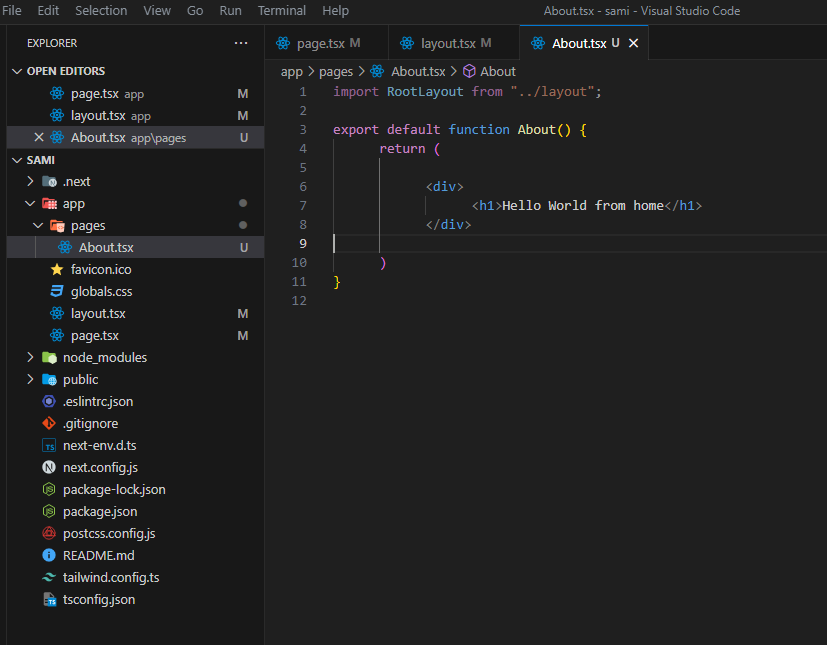 File Edit Selection View Go Run Terminal Help About.tsx - sami - Visual Studio Code
EXPLORER ...
OPEN EDITORS
page.tsx app M
layout.tsx app M
About.tsx app\pages U
SAMI
.next
app
pages
About.tsx U
favicon.ico
globals.css
layout.tsx M
page.tsx M
node_modules
public
.eslintrc.json
.gitignore
TS next-env.d.ts
N next.config.js
package-lock.json
package.json
postcss.config.js
README.md
tailwind.config.ts
TS tsconfig.json
page.tsx M layout.tsx M About.tsx U
app > pages > About.tsx > About
1 import RootLayout from "../layout";
2
3 export default function About() {
4 return (
5
6 <div>
7 <h1>Hello World from home</h1>
8 </div>
9
10 )
11 }
12